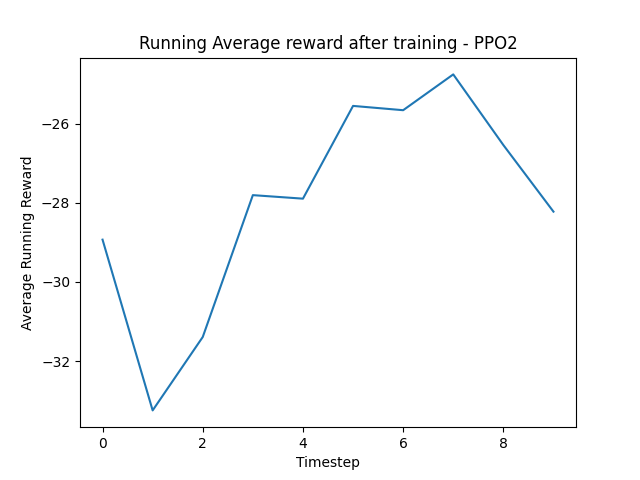 Running Average reward after training - PPO2
Average Running Reward
−26
−28
−30
−32
0 2 4 6 8
Timestep